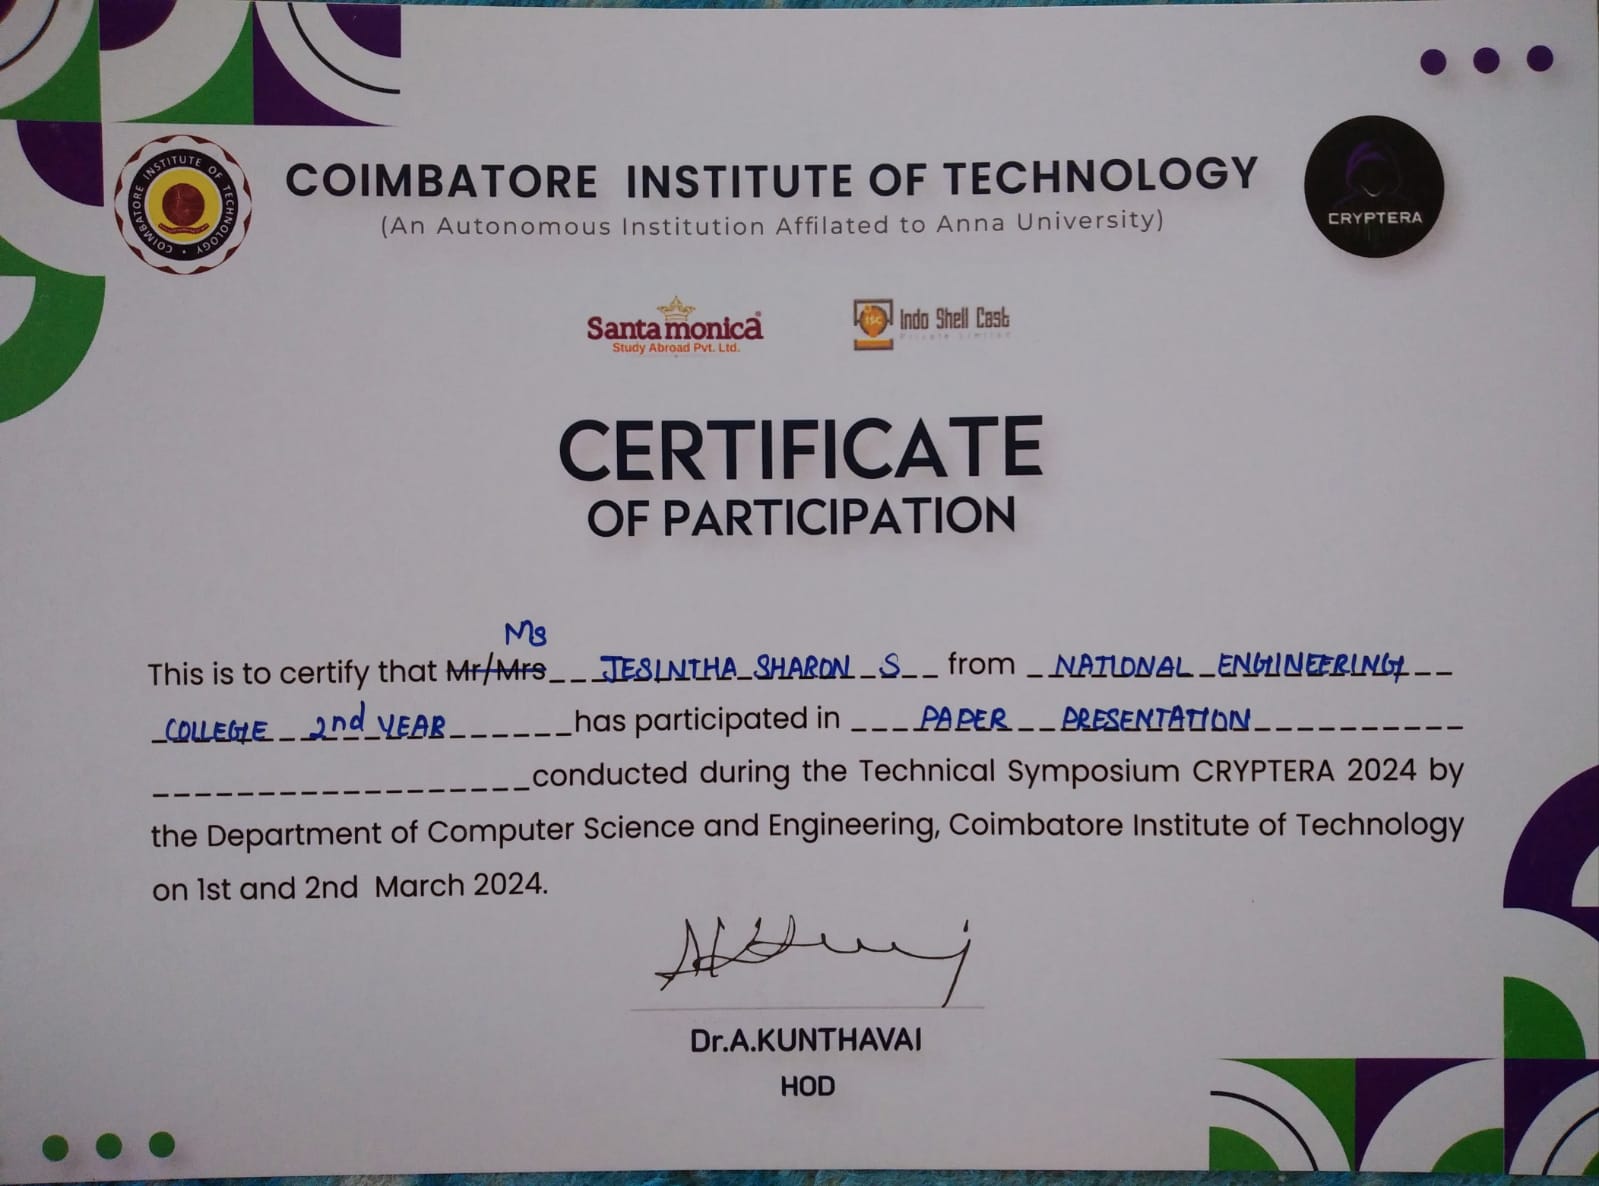 COIMBATORE INSTITUTE OF TECHNOLOGY
(An Autonomous Institution Affilated to Anna University)
COIMBATORE INSTITUTE OF TECHNOLOGY
CRYPTERA
Santamonica
Study Abroad Pvt. Ltd.
ISC
Indo Shell Cast
Private Limited
CERTIFICATE
OF PARTICIPATION
Ms
This is to certify that Mr/Mrs JESINTHA SHARON S from NATIONAL ENGINEERING
COLLEGE 2nd YEAR has participated in PAPER PRESENTATION
conducted during the Technical Symposium CRYPTERA 2024 by
the Department of Computer Science and Engineering, Coimbatore Institute of Technology
on 1st and 2nd March 2024.
Dr.A.KUNTHAVAI
HOD